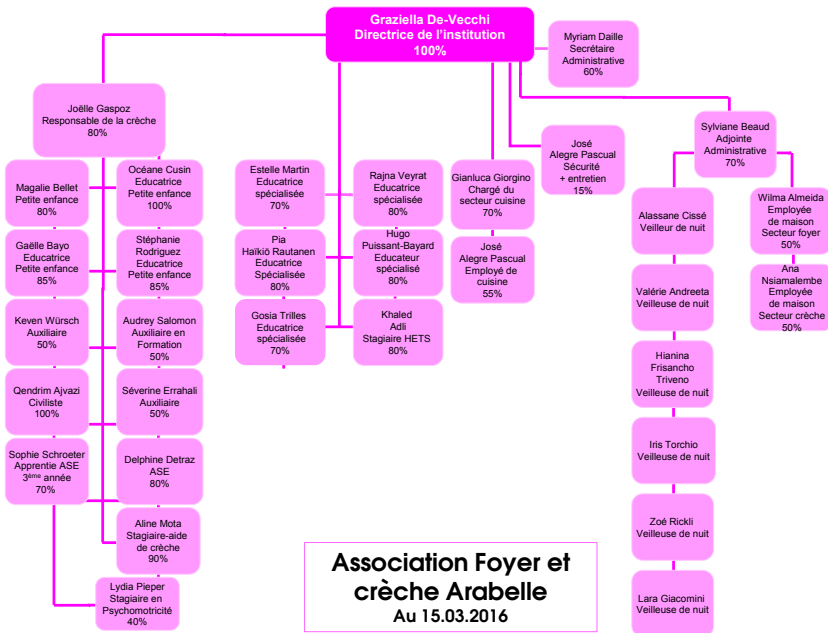 Graziella De-Vecchi
Directrice de l'institution
100%
Myriam Daille
Secrétaire
Administrative
60%
Joëlle Gaspoz
Responsable de la crèche
80%
Sylviane Beaud
Adjointe
Administrative
70%
José
Alegre Pascual
Sécurité
+ entretien
15%
Magalie Bellet
Petite enfance
80%
Océane Cusin
Educatrice
Petite enfance
100%
Estelle Martin
Educatrice
spécialisée
70%
Rajna Veyrat
Educatrice
spécialisée
80%
Gianluca Giorgino
Chargé du
secteur cuisine
70%
Alassane Cissé
Veilleur de nuit
Wilma Almeida
Employée
de maison
Secteur foyer
50%
Gaëlle Bayo
Educatrice
Petite enfance
85%
Stéphanie
Rodriguez
Educatrice
Petite enfance
85%
Pia
Haïkiö Rautanen
Educatrice
Spécialisée
80%
Hugo
Puissant-Bayard
Educateur
spécialisé
80%
José
Alegre Pascual
Employé de
cuisine
55%
Valérie Andreeta
Veilleuse de nuit
Ana
Nsiamalembe
Employée
de maison
Secteur crèche
50%
Keven Würsch
Auxiliaire
50%
Audrey Salomon
Auxiliaire en
Formation
50%
Gosia Trilles
Educatrice
spécialisée
70%
Khaled
Adli
Stagiaire HETS
80%
Hianina
Frisancho
Triveno
Veilleuse de nuit
Qendrim Ajvazi
Civiliste
100%
Séverine Errahali
Auxiliaire
50%
Iris Torchio
Veilleuse de nuit
Sophie Schroeter
Apprentie ASE
3ème année
70%
Delphine Detraz
ASE
80%
Zoé Rickli
Veilleuse de nuit
Aline Mota
Stagiaire-aide
de crèche
90%
Lara Giacomini
Veilleuse de nuit
Lydia Pieper
Stagiaire en
Psychomotricité
40%
Association Foyer et
crèche Arabelle
Au 15.03.2016